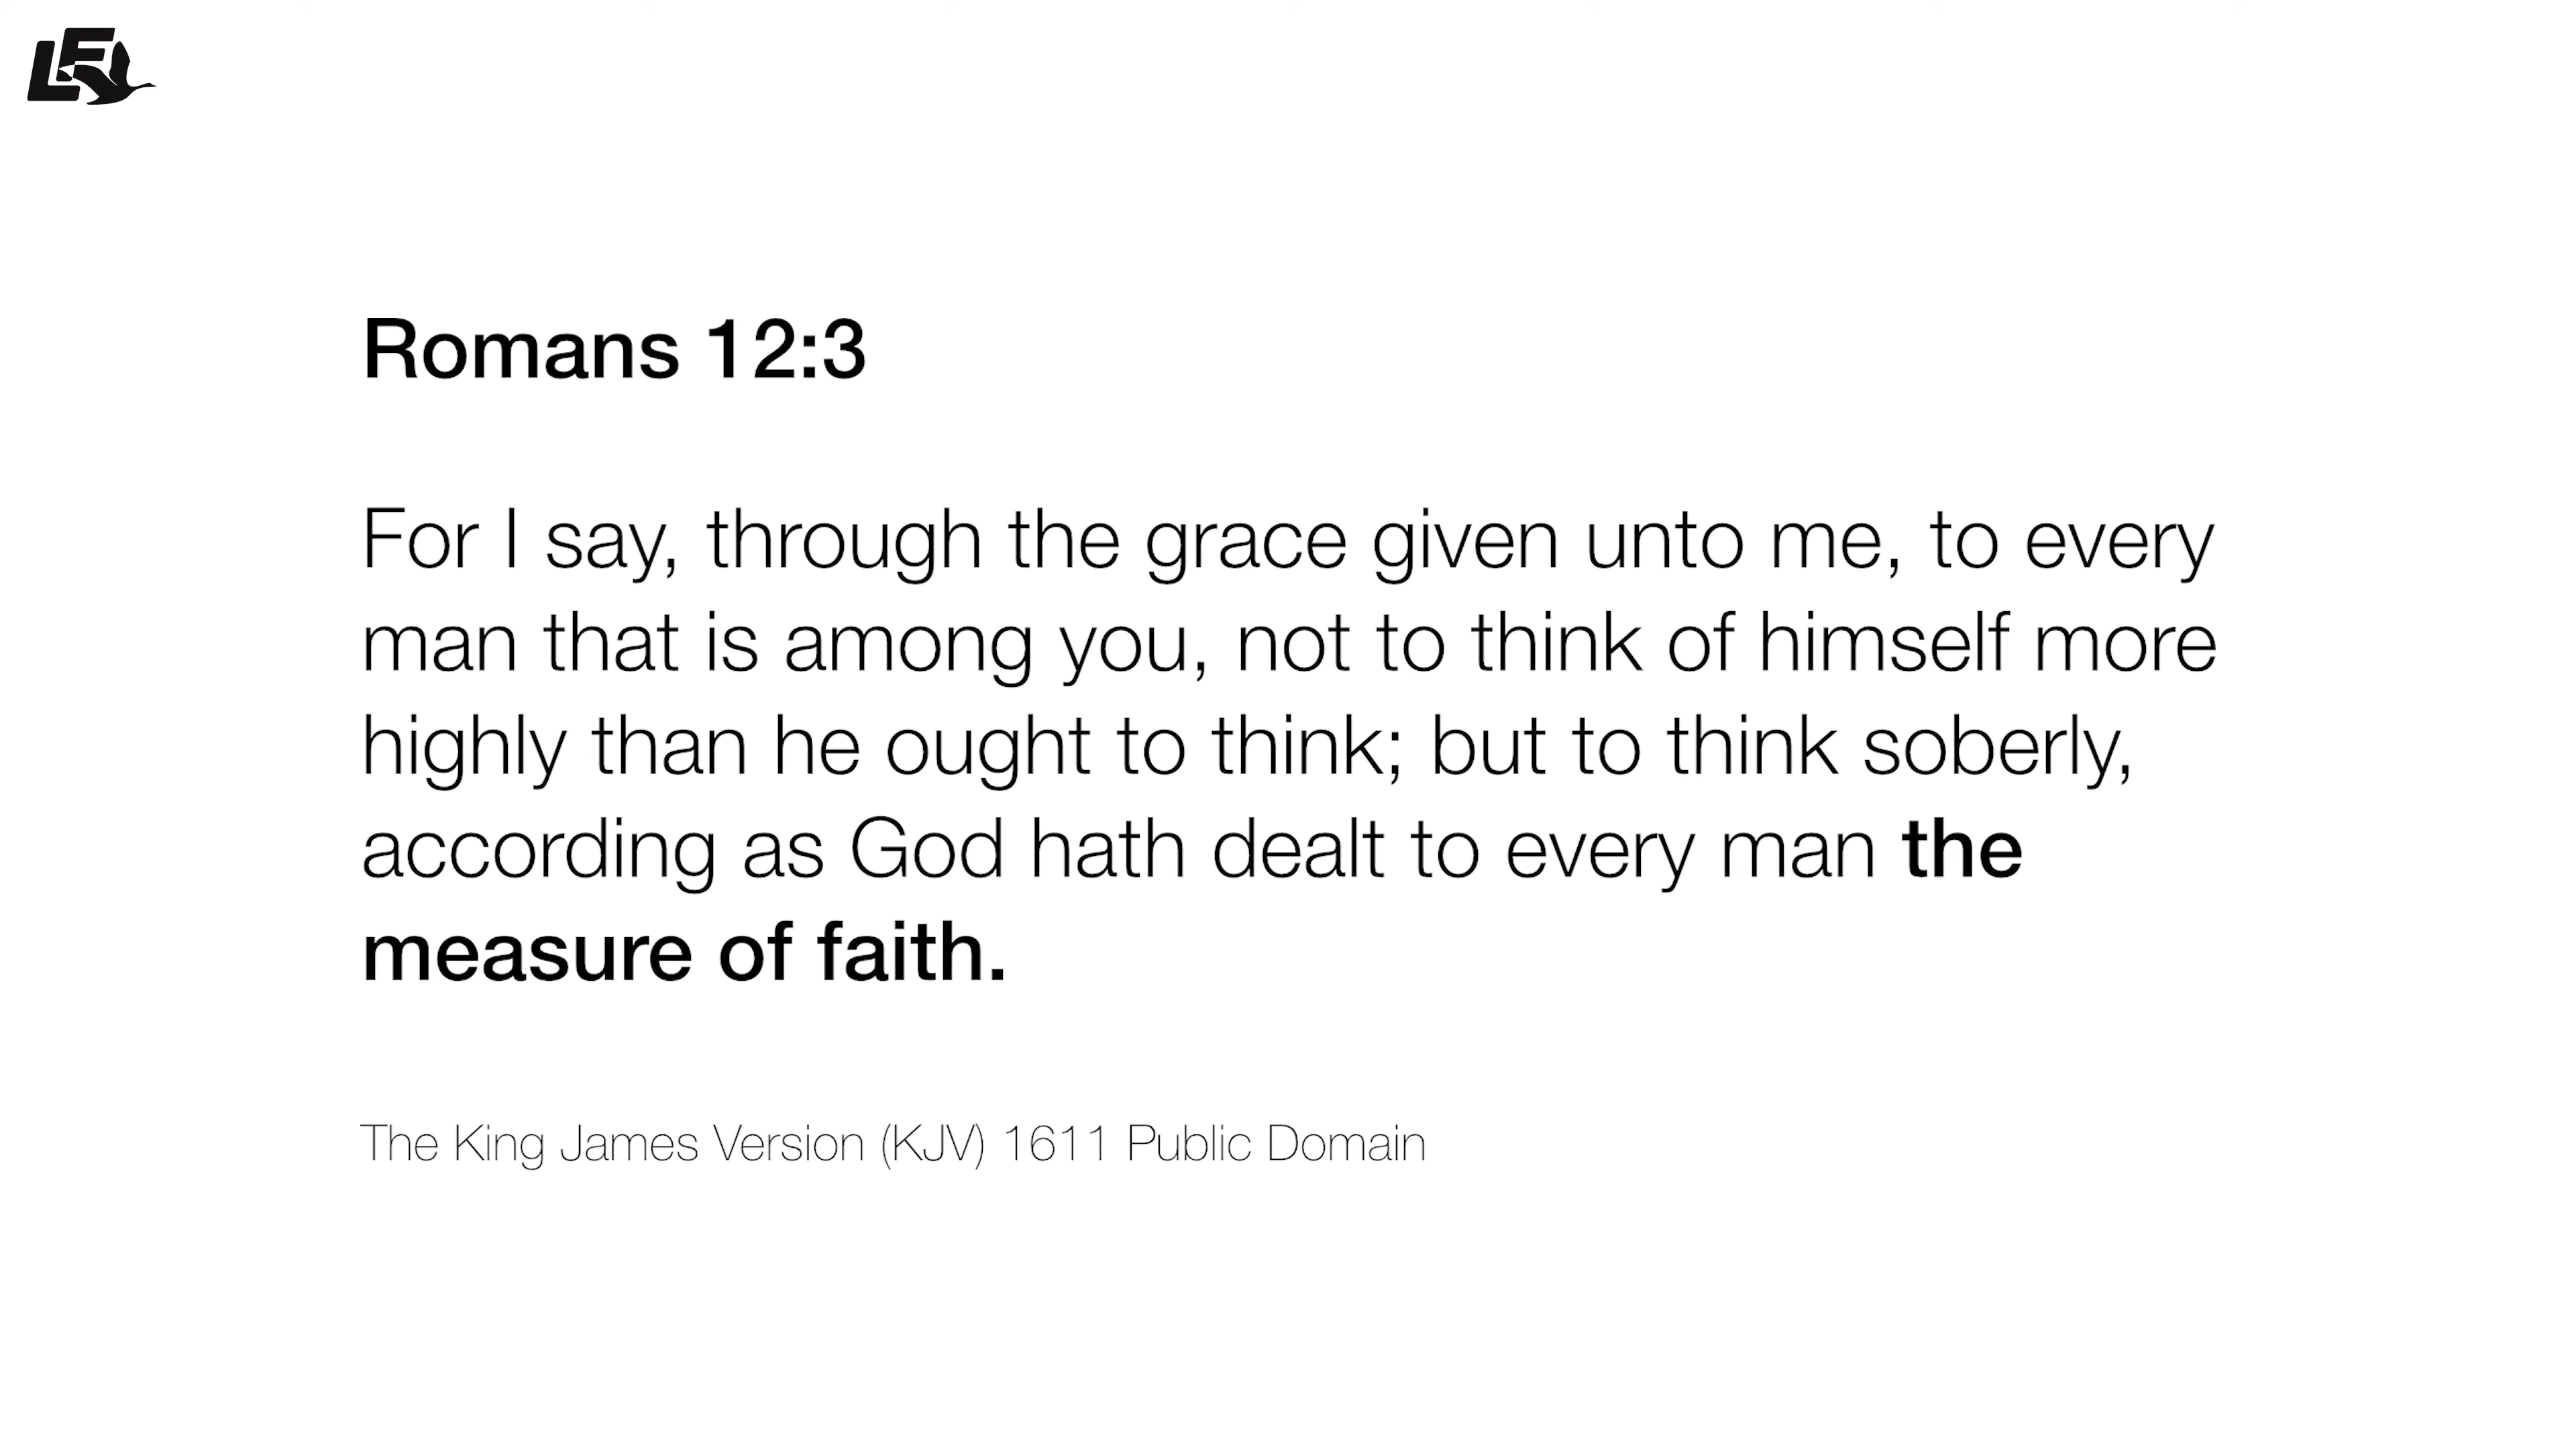 LF
Romans 12:3
For I say, through the grace given unto me, to every
man that is among you, not to think of himself more
highly than he ought to think; but to think soberly,
according as God hath dealt to every man the
measure of faith.
The King James Version (KJV) 1611 Public Domain